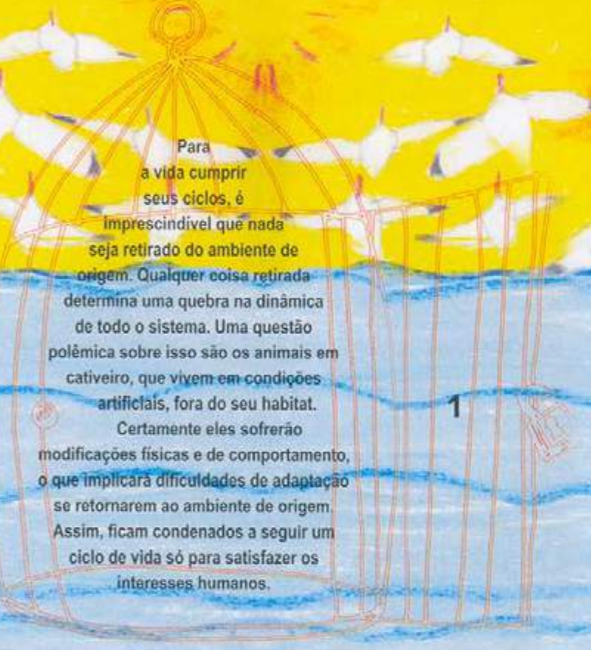 Para
a vida cumprir
seus ciclos, é
imprescindível que nada
seja retirado do ambiente de
origem. Qualquer coisa retirada
determina uma quebra na dinâmica
de todo o sistema. Uma questão
polêmica sobre isso são os animais em
cativeiro, que vivem em condições
artificiais, fora do seu habitat.
Certamente eles sofrerão
modificações físicas e de comportamento,
o que implicará dificuldades de adaptação
se retornarem ao ambiente de origem.
Assim, ficam condenados a seguir um
ciclo de vida só para satisfazer os
interesses humanos.
1